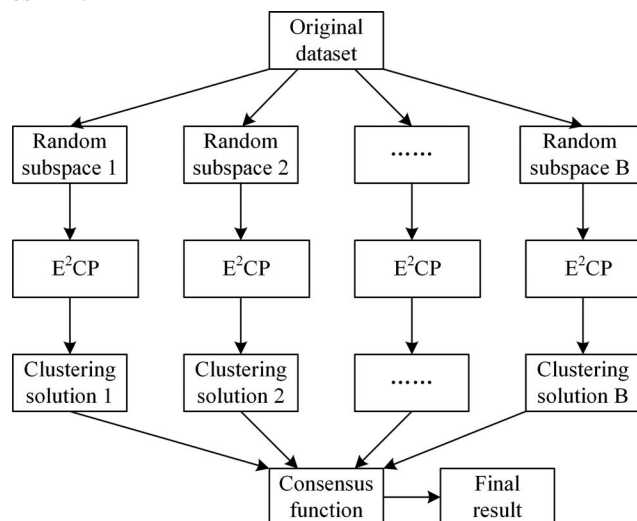 Original
dataset
Random
subspace 1
Random
subspace 2
......
Random
subspace B
E²CP
E²CP
E²CP
E²CP
Clustering
solution 1
Clustering
solution 2
......
Clustering
solution B
Consensus
function
Final
result